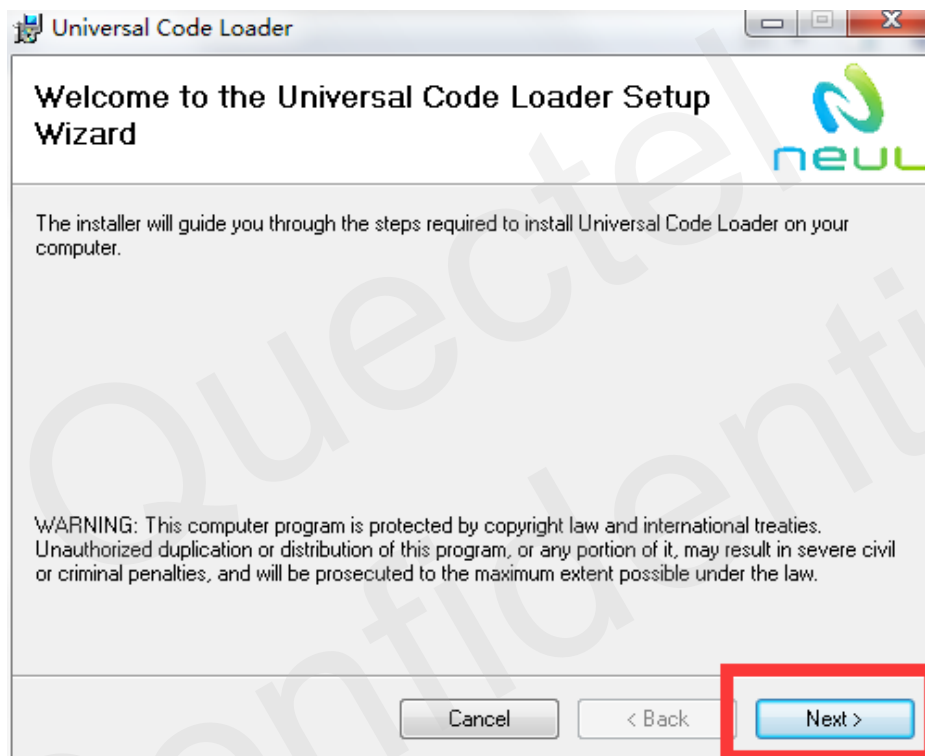 Universal Code Loader
Welcome to the Universal Code Loader Setup
Wizard
neuL
The installer will guide you through the steps required to install Universal Code Loader on your
computer.
WARNING: This computer program is protected by copyright law and international treaties.
Unauthorized duplication or distribution of this program, or any portion of it, may result in severe civil
or criminal penalties, and will be prosecuted to the maximum extent possible under the law.
Cancel
< Back
Next >
Quectel
Confidenti